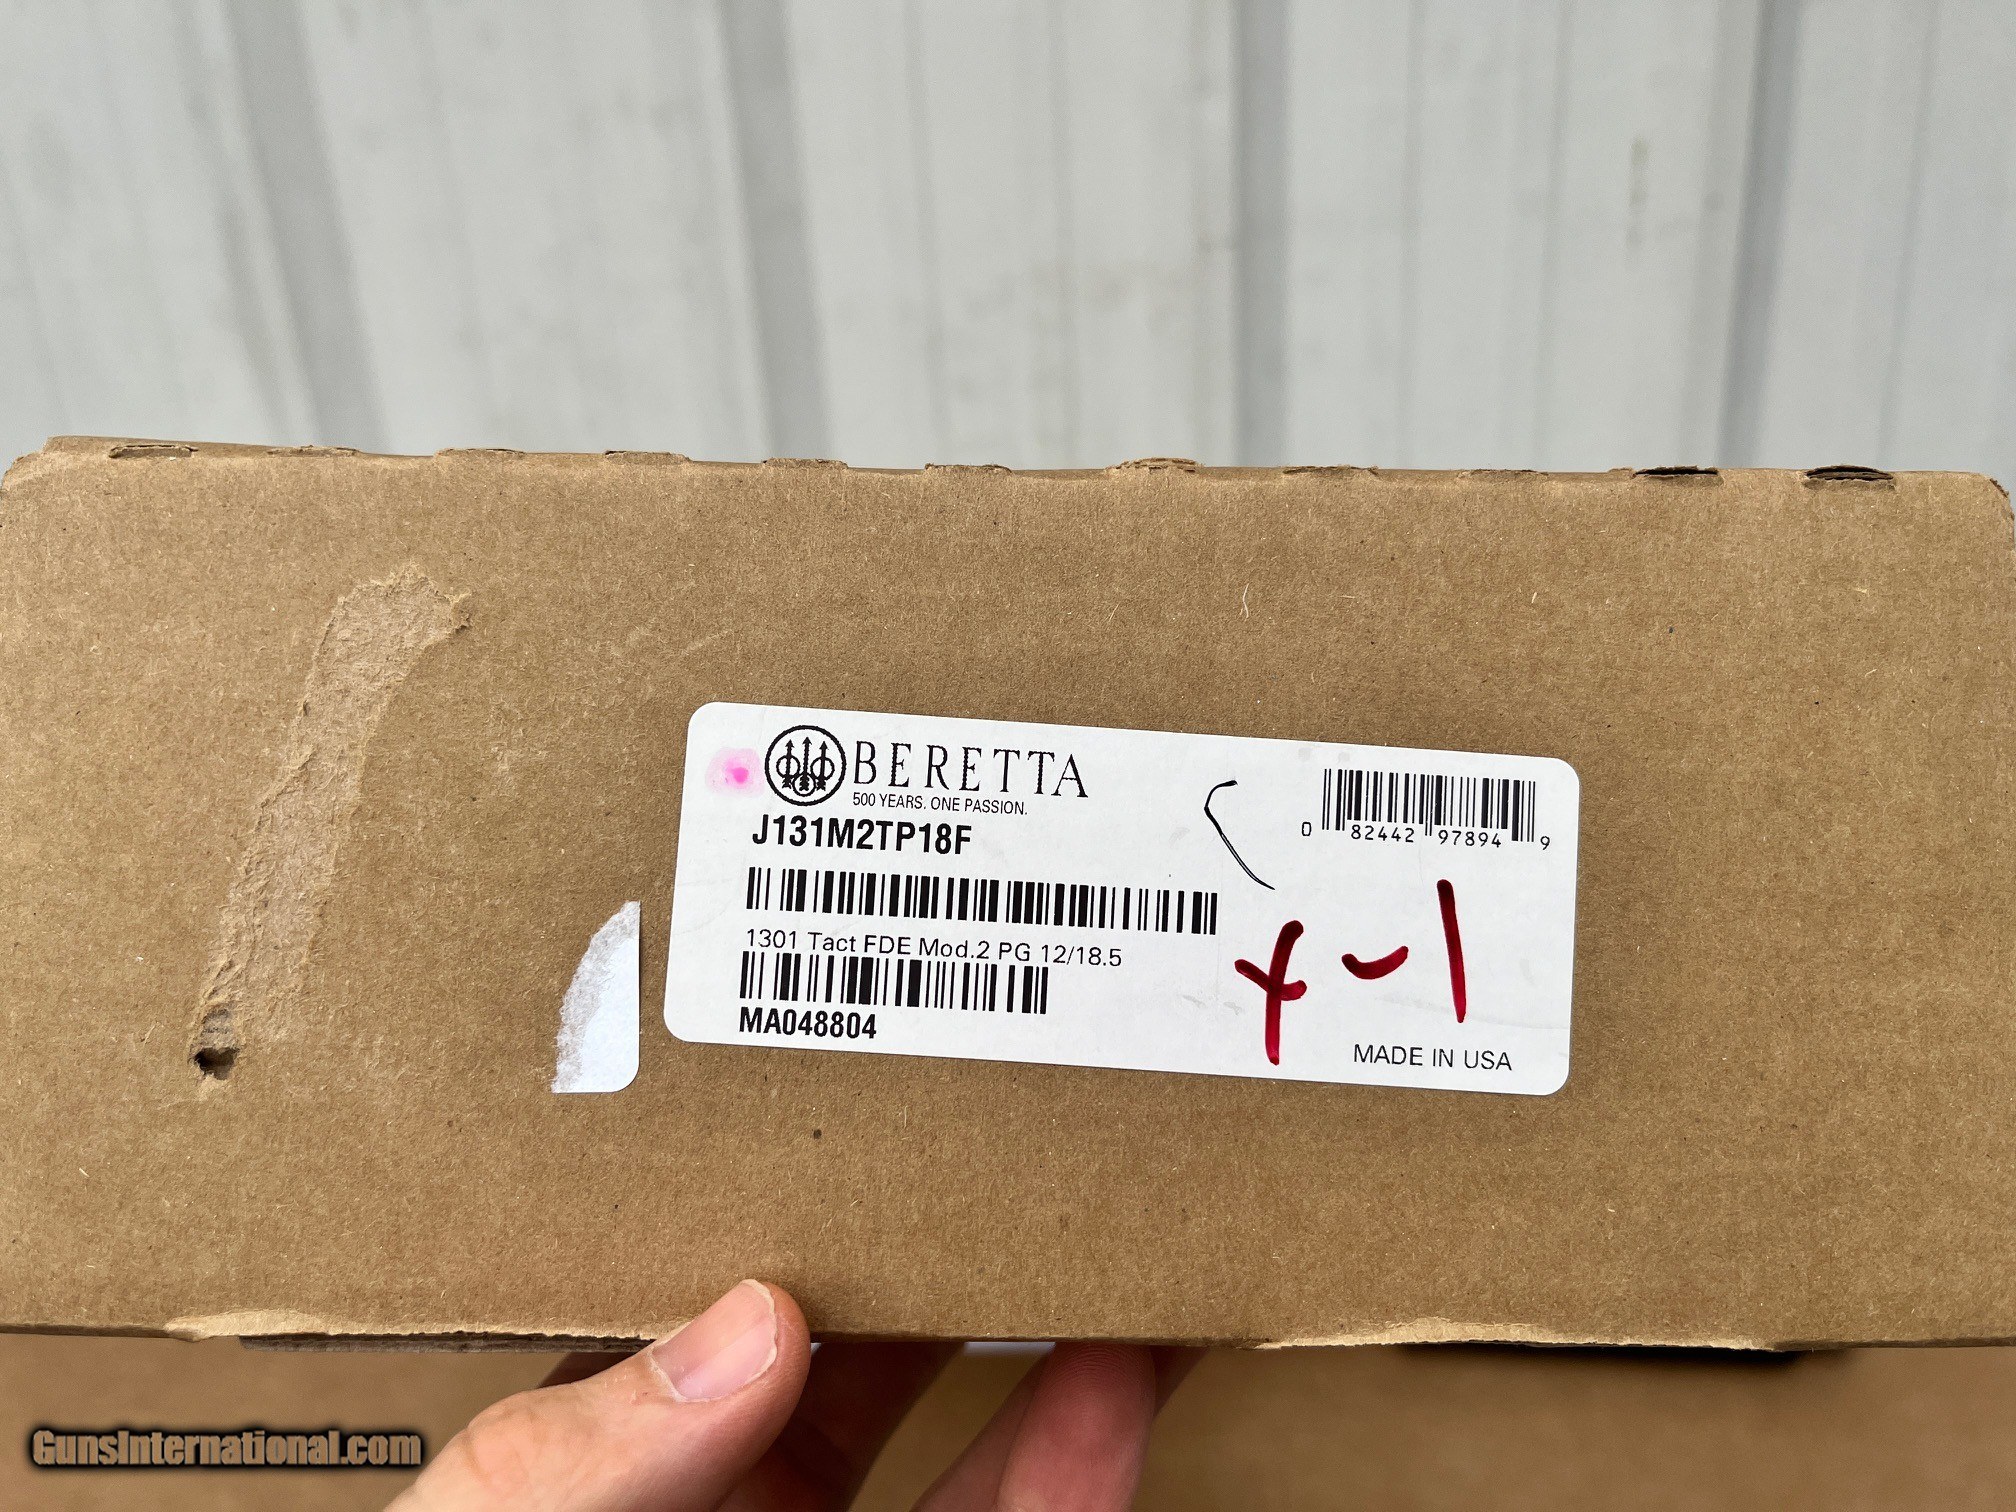 BERETTA
500 YEARS. ONE PASSION.
J131M2TP18F
0 82442 97894 9
1301 Tact FDE Mod.2 PG 12/18.5
MA048804
MADE IN USA
GunsInternational.com